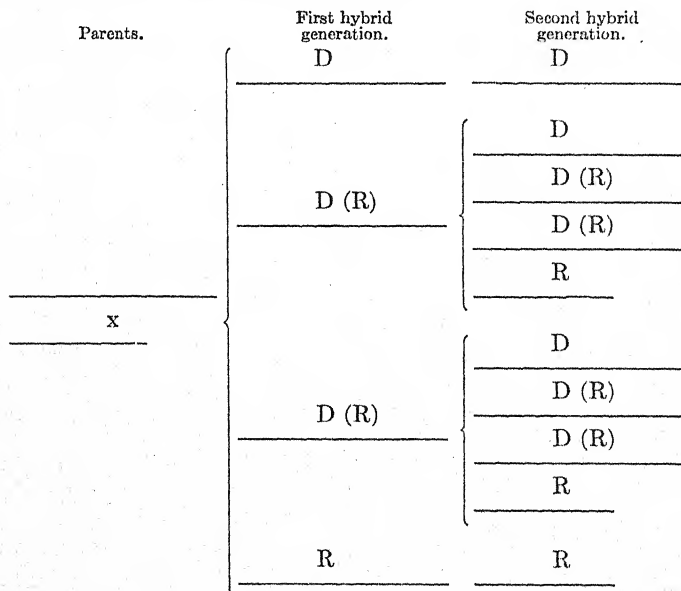 Parents.
First hybrid
generation.
Second hybrid
generation.
D
D
D
D (R)
D (R)
D (R)
R
x
D
D (R)
D (R)
D (R)
R
R
R